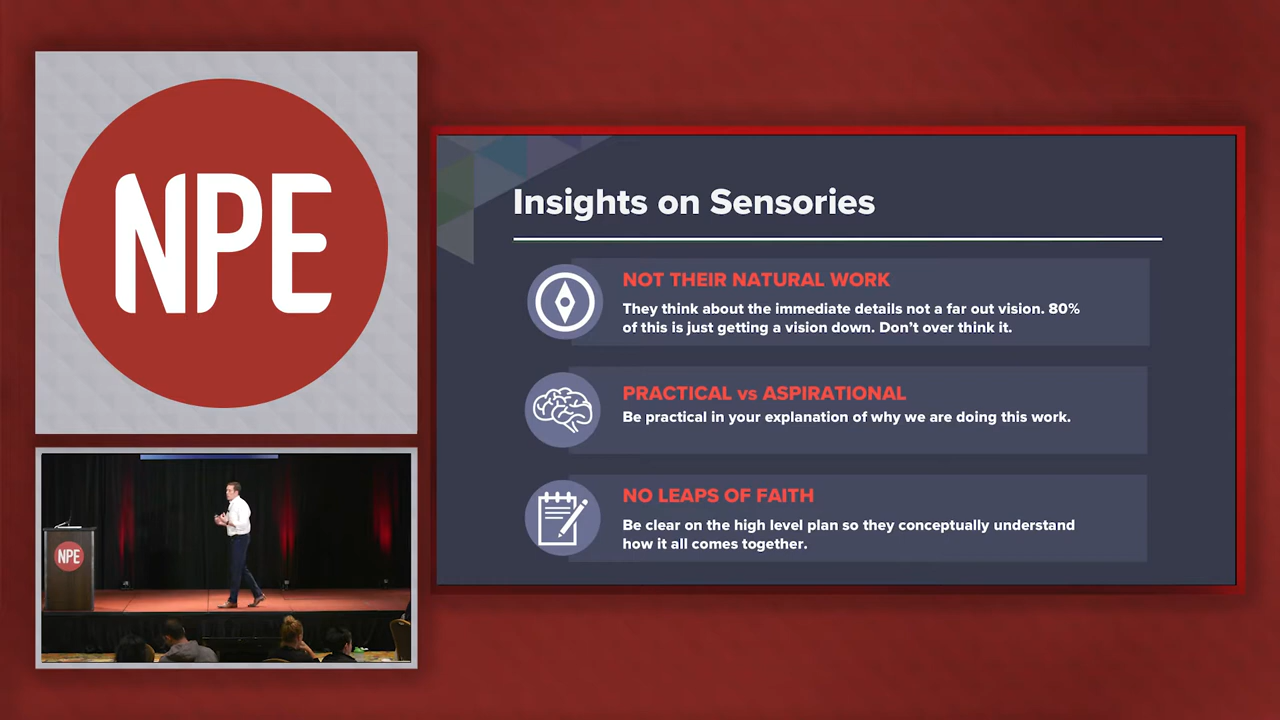 NPE
NPE
Insights on Sensories
NOT THEIR NATURAL WORK
They think about the immediate details not a far out vision. 80%
of this is just getting a vision down. Don’t over think it.
PRACTICAL vs ASPIRATIONAL
Be practical in your explanation of why we are doing this work.
NO LEAPS OF FAITH
Be clear on the high level plan so they conceptually understand
how it all comes together.